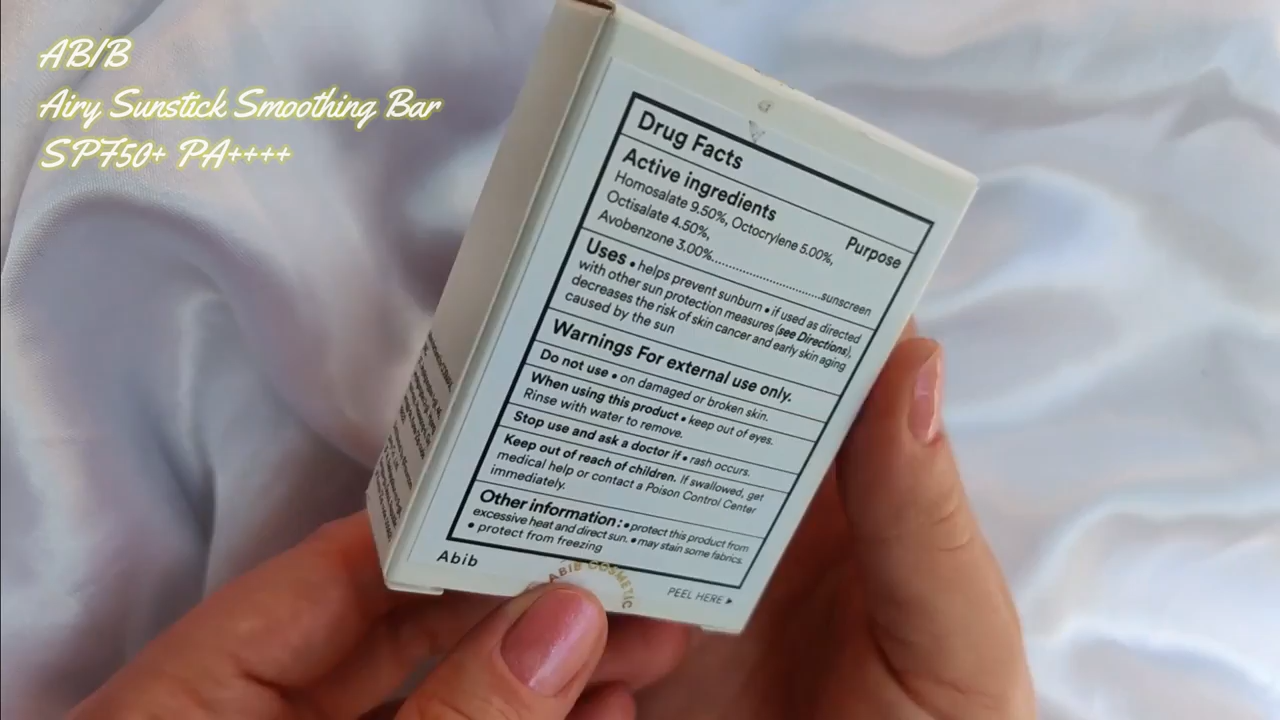 ABIB
Airy Sunstick Smoothing Bar
SPF50+ PA++++
Drug Facts
Active ingredients
Purpose
Homosalate 9.50%, Octocrylene 5.00%,
Octisalate 4.50%,
Avobenzone 3.00%..............................sunscreen
Uses • helps prevent sunburn • if used as directed
with other sun protection measures (see Directions),
decreases the risk of skin cancer and early skin aging
caused by the sun
Warnings For external use only.
Do not use • on damaged or broken skin.
When using this product • keep out of eyes.
Rinse with water to remove.
Stop use and ask a doctor if • rash occurs.
Keep out of reach of children. If swallowed, get
medical help or contact a Poison Control Center
immediately.
Other information : • protect this product from
excessive heat and direct sun. • may stain some fabrics.
• protect from freezing
Abib
ABIB COSMETIC
PEEL HERE ▶